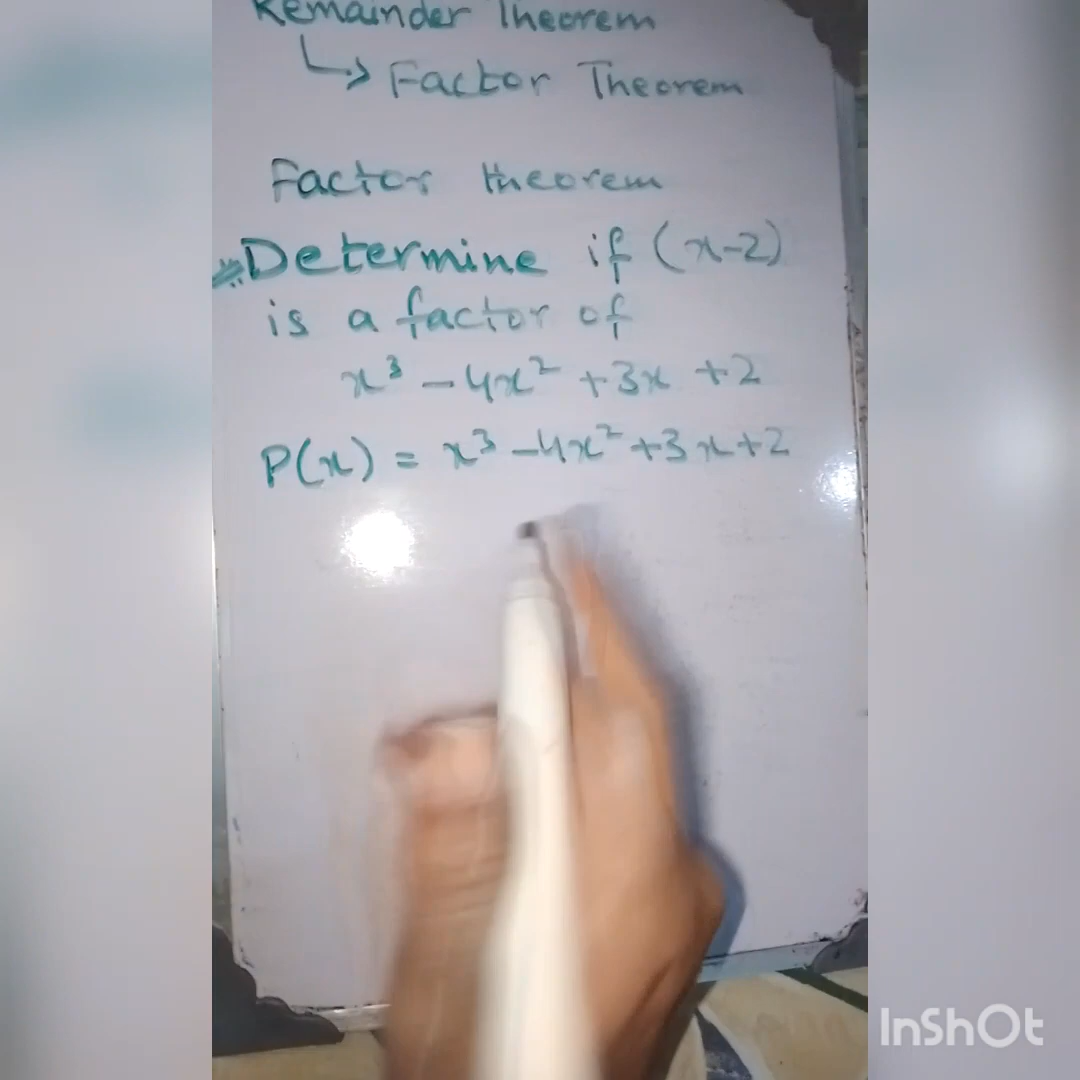 Remainder Theorem
↳ Factor Theorem
Factor theorem
Determine if (x-2)
is a factor of
x³ - 4x² + 3x + 2
P(x) = x³ - 4x² + 3x + 2
InShOt